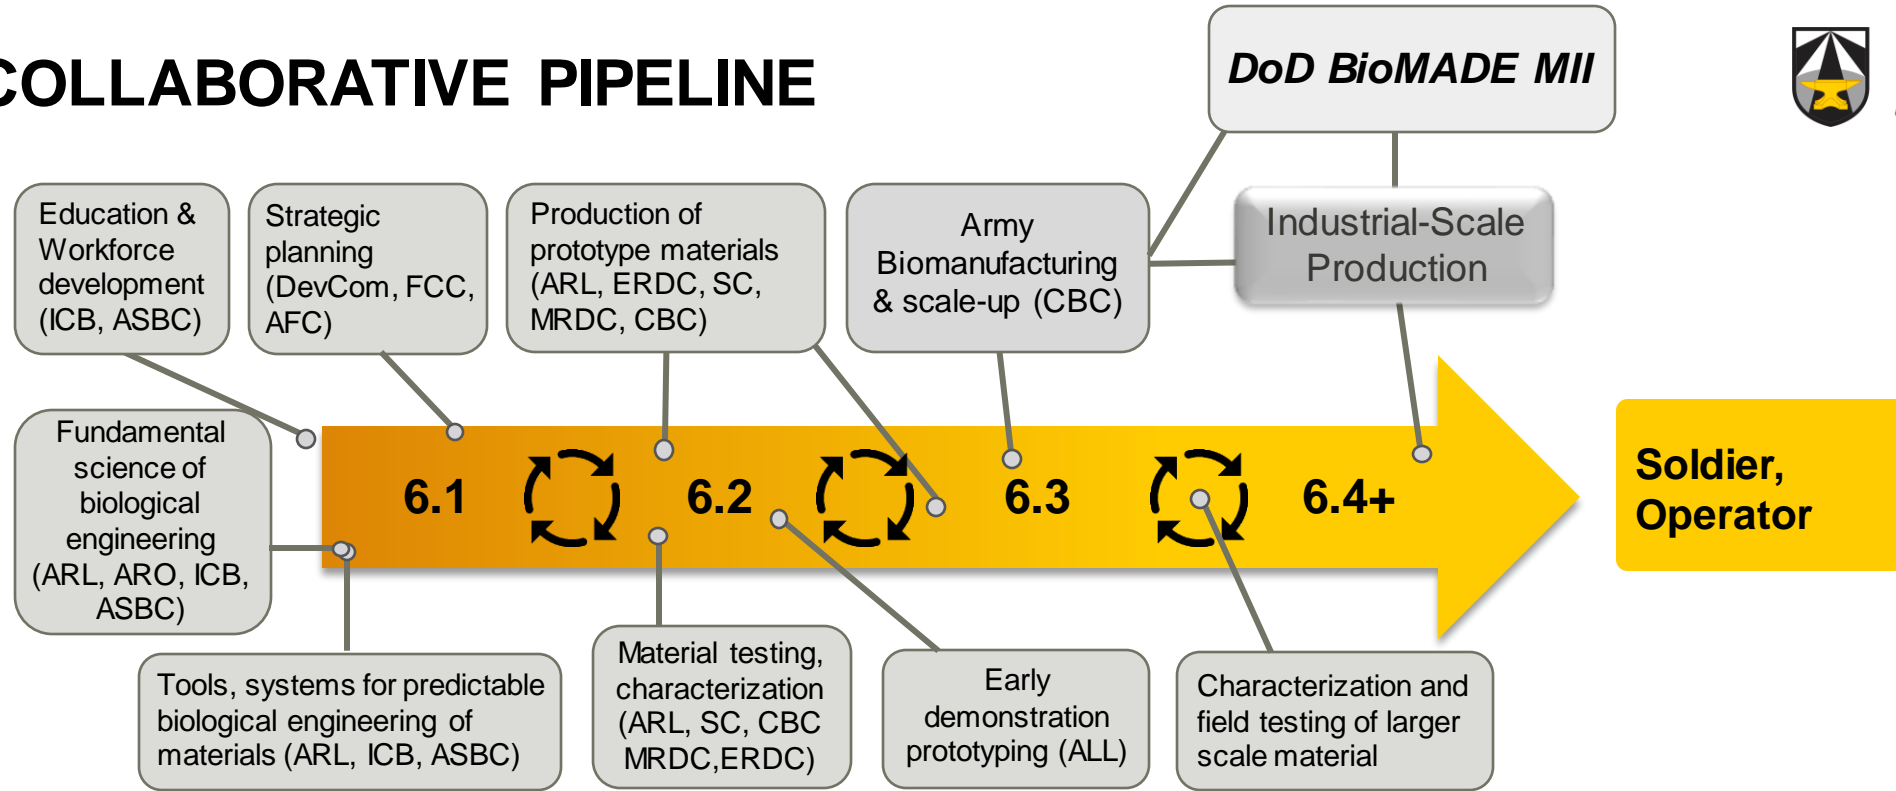 COLLABORATIVE PIPELINE
DoD BioMADE MII
Education &
Workforce
development
(ICB, ASBC)
Strategic
planning
(DevCom, FCC,
AFC)
Production of
prototype materials
(ARL, ERDC, SC,
MRDC, CBC)
Army
Biomanufacturing
& scale-up (CBC)
Industrial-Scale
Production
Fundamental
science of
biological
engineering
(ARL, ARO, ICB,
ASBC)
6.1
6.2
6.3
6.4+
Soldier,
Operator
Tools, systems for predictable
biological engineering of
materials (ARL, ICB, ASBC)
Material testing,
characterization
(ARL, SC, CBC
MRDC,ERDC)
Early
demonstration
prototyping (ALL)
Characterization and
field testing of larger
scale material